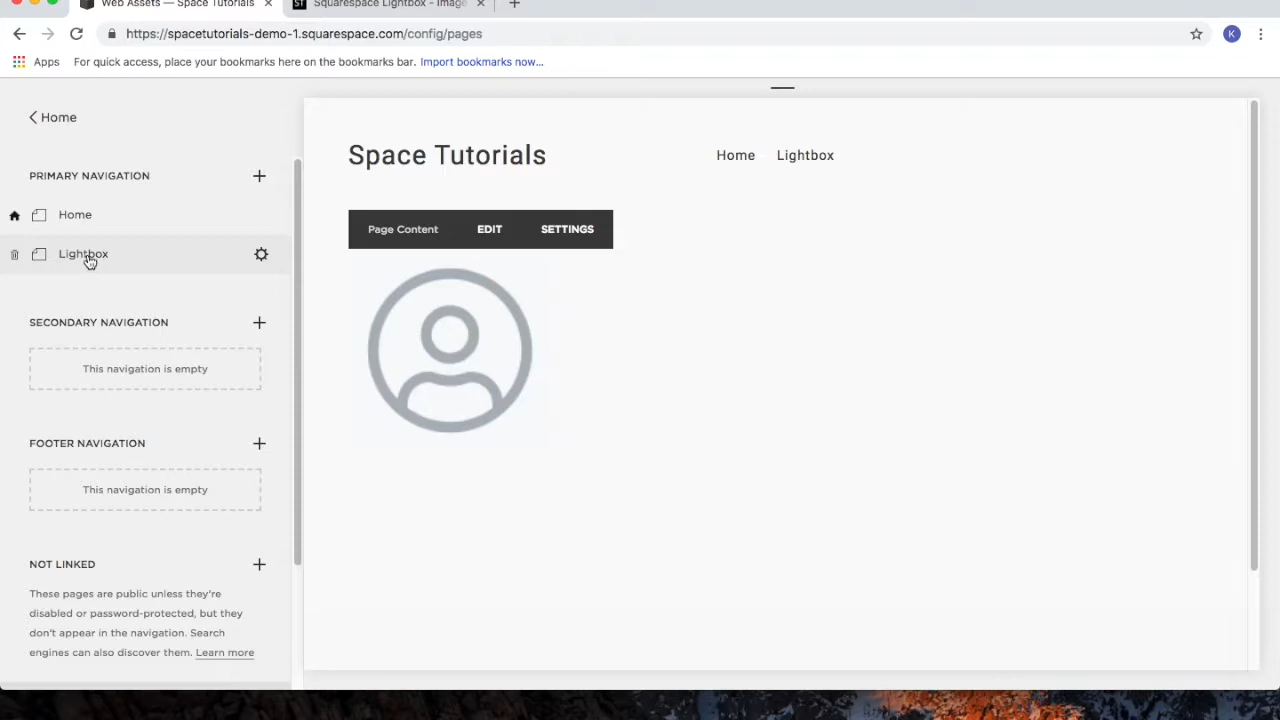 Web Assets — Space Tutorials
Squarespace Lightbox - Image
https://spacetutorials-demo-1.squarespace.com/config/pages
K
Apps For quick access, place your bookmarks here on the bookmarks bar. Import bookmarks now...
Home
PRIMARY NAVIGATION
Home
Lightbox
SECONDARY NAVIGATION
This navigation is empty
FOOTER NAVIGATION
This navigation is empty
NOT LINKED
These pages are public unless they're
disabled or password-protected, but they
don't appear in the navigation. Search
engines can also discover them. Learn more
Space Tutorials
Home Lightbox
Page Content EDIT SETTINGS